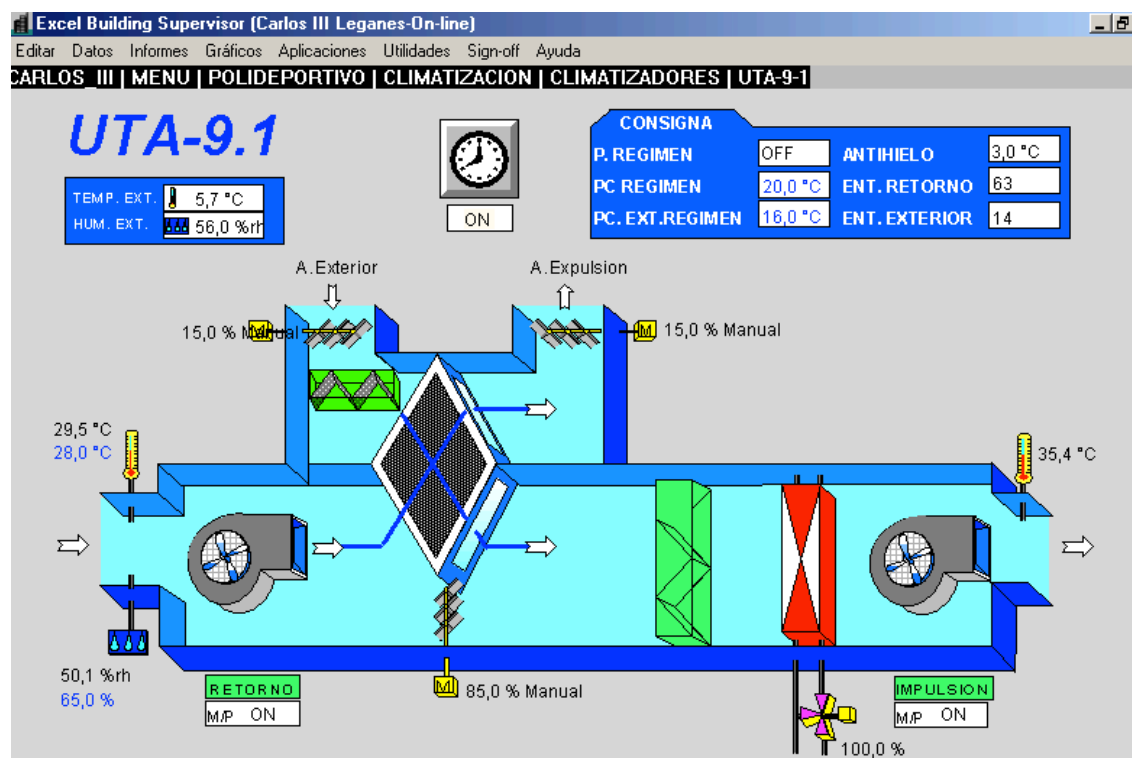 Excel Building Supervisor (Carlos III Leganes-On-line)
Editar Datos Informes Gráficos Aplicaciones Utilidades Sign-off Ayuda
CARLOS_III | MENU | POLIDEPORTIVO | CLIMATIZACION | CLIMATIZADORES | UTA-9-1
UTA-9.1
TEMP. EXT. 5,7 °C
HUM. EXT. 56,0 %rh
ON
CONSIGNA
P. REGIMEN OFF ANTIHIELO 3,0 °C
PC REGIMEN 20,0 °C ENT. RETORNO 63
PC. EXT.REGIMEN 16,0 °C ENT. EXTERIOR 14
A.Exterior A.Expulsion
15,0 % Manual M M 15,0 % Manual
29,5 °C
28,0 °C
35,4 °C
50,1 %rh
65,0 %
RETORNO
M/P ON
M 85,0 % Manual
IMPULSION
M/P ON
100,0 %